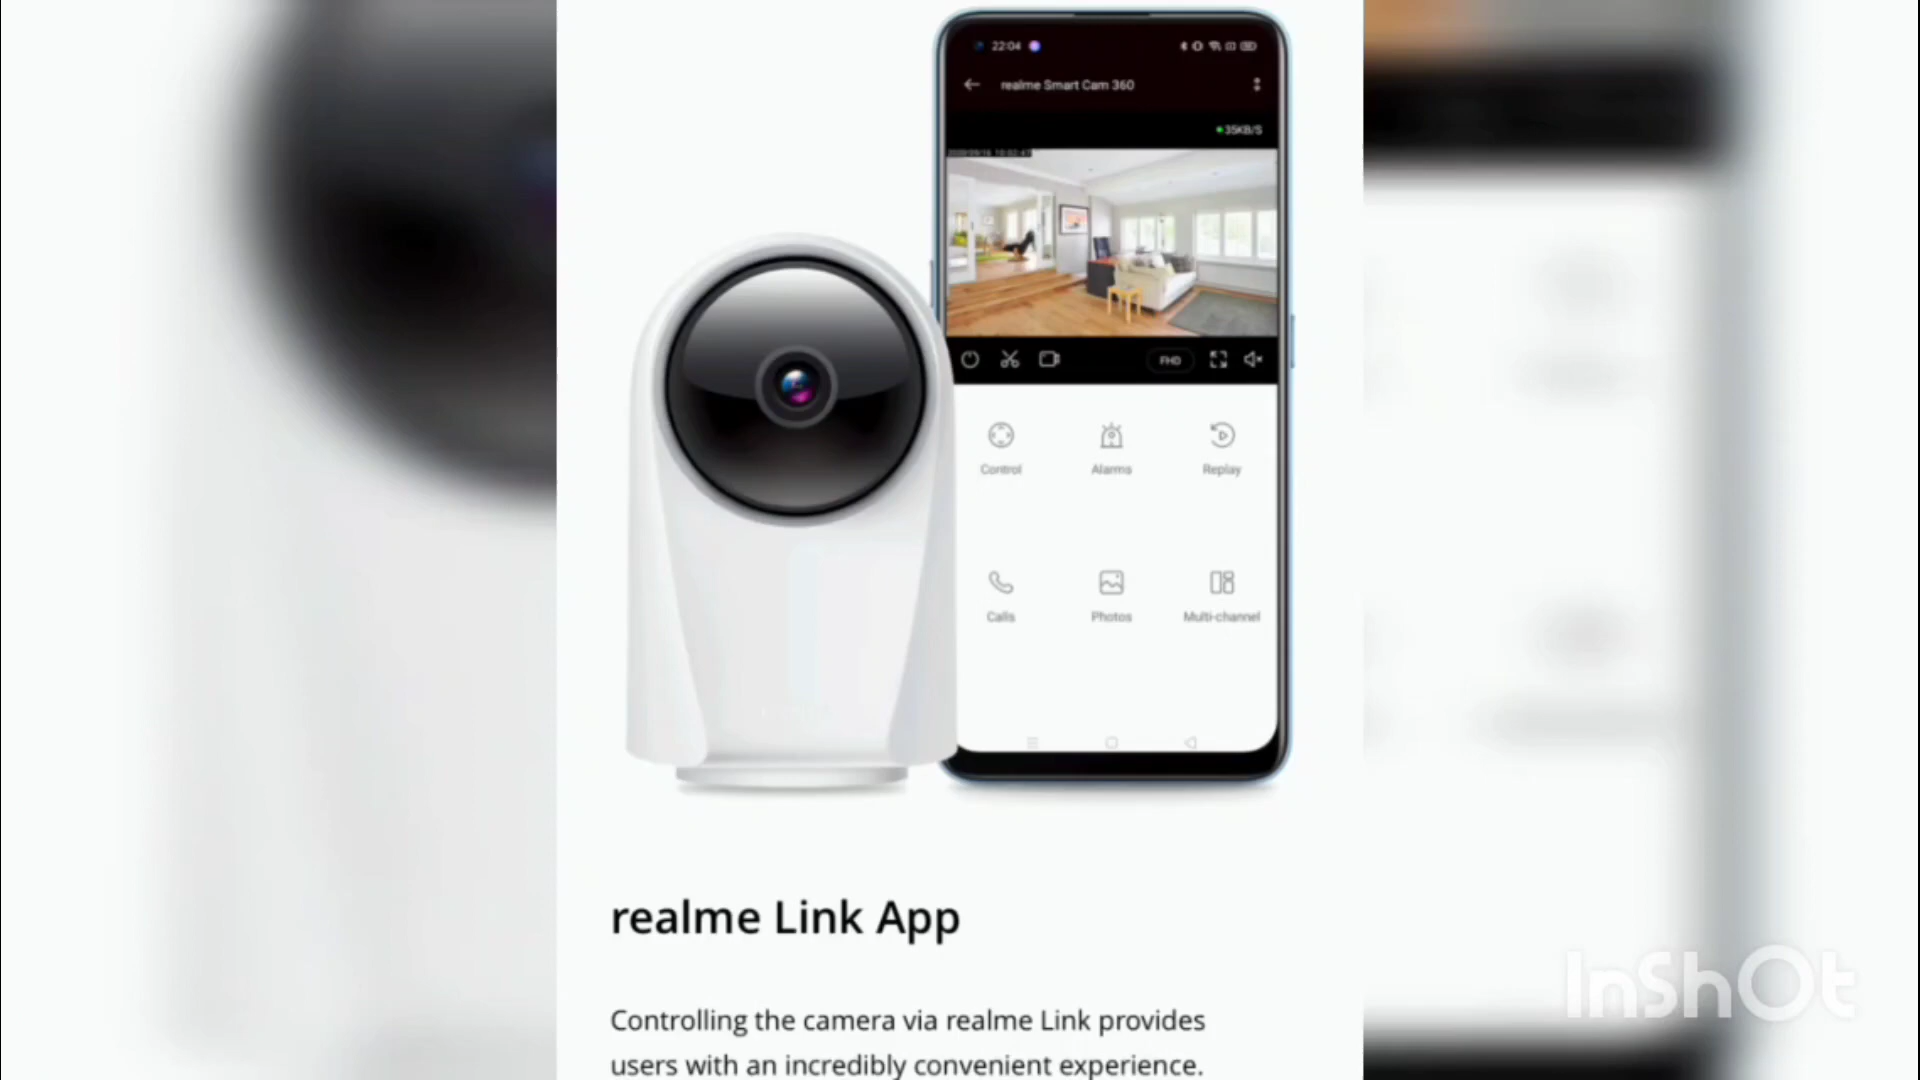 22:04
realme Smart Cam 360
35KB/S
FHD
Control Alarms Replay
Calls Photos Multi-channel
realme Link App
Controlling the camera via realme Link provides
users with an incredibly convenient experience.
InShOt